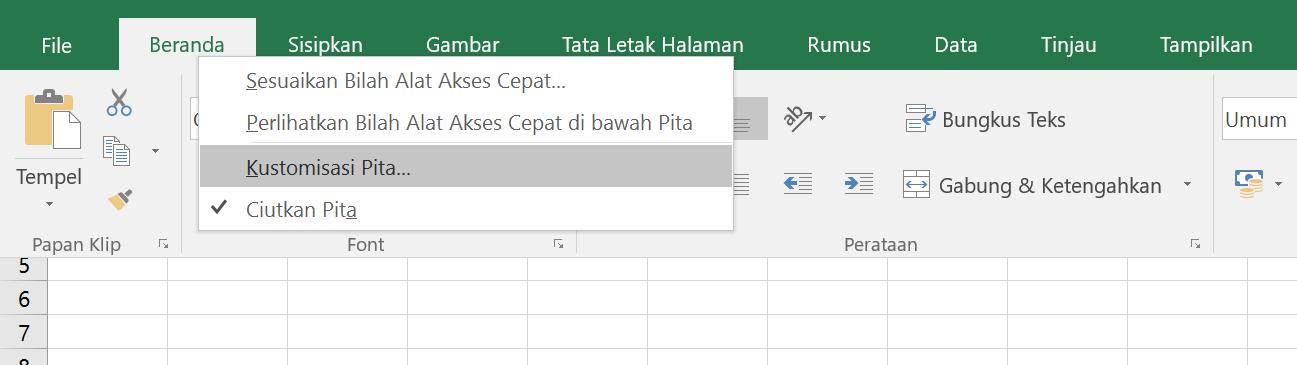 File Beranda Sisipkan Gambar Tata Letak Halaman Rumus Data Tinjau Tampilkan
Sesuaikan Bilah Alat Akses Cepat...
Perlihatkan Bilah Alat Akses Cepat di bawah Pita
Kustomisasi Pita...
Ciutkan Pita
Tempel
ab
Bungkus Teks
Umum
Gabung & Ketengahkan
Papan Klip Font Perataan
5
6
7